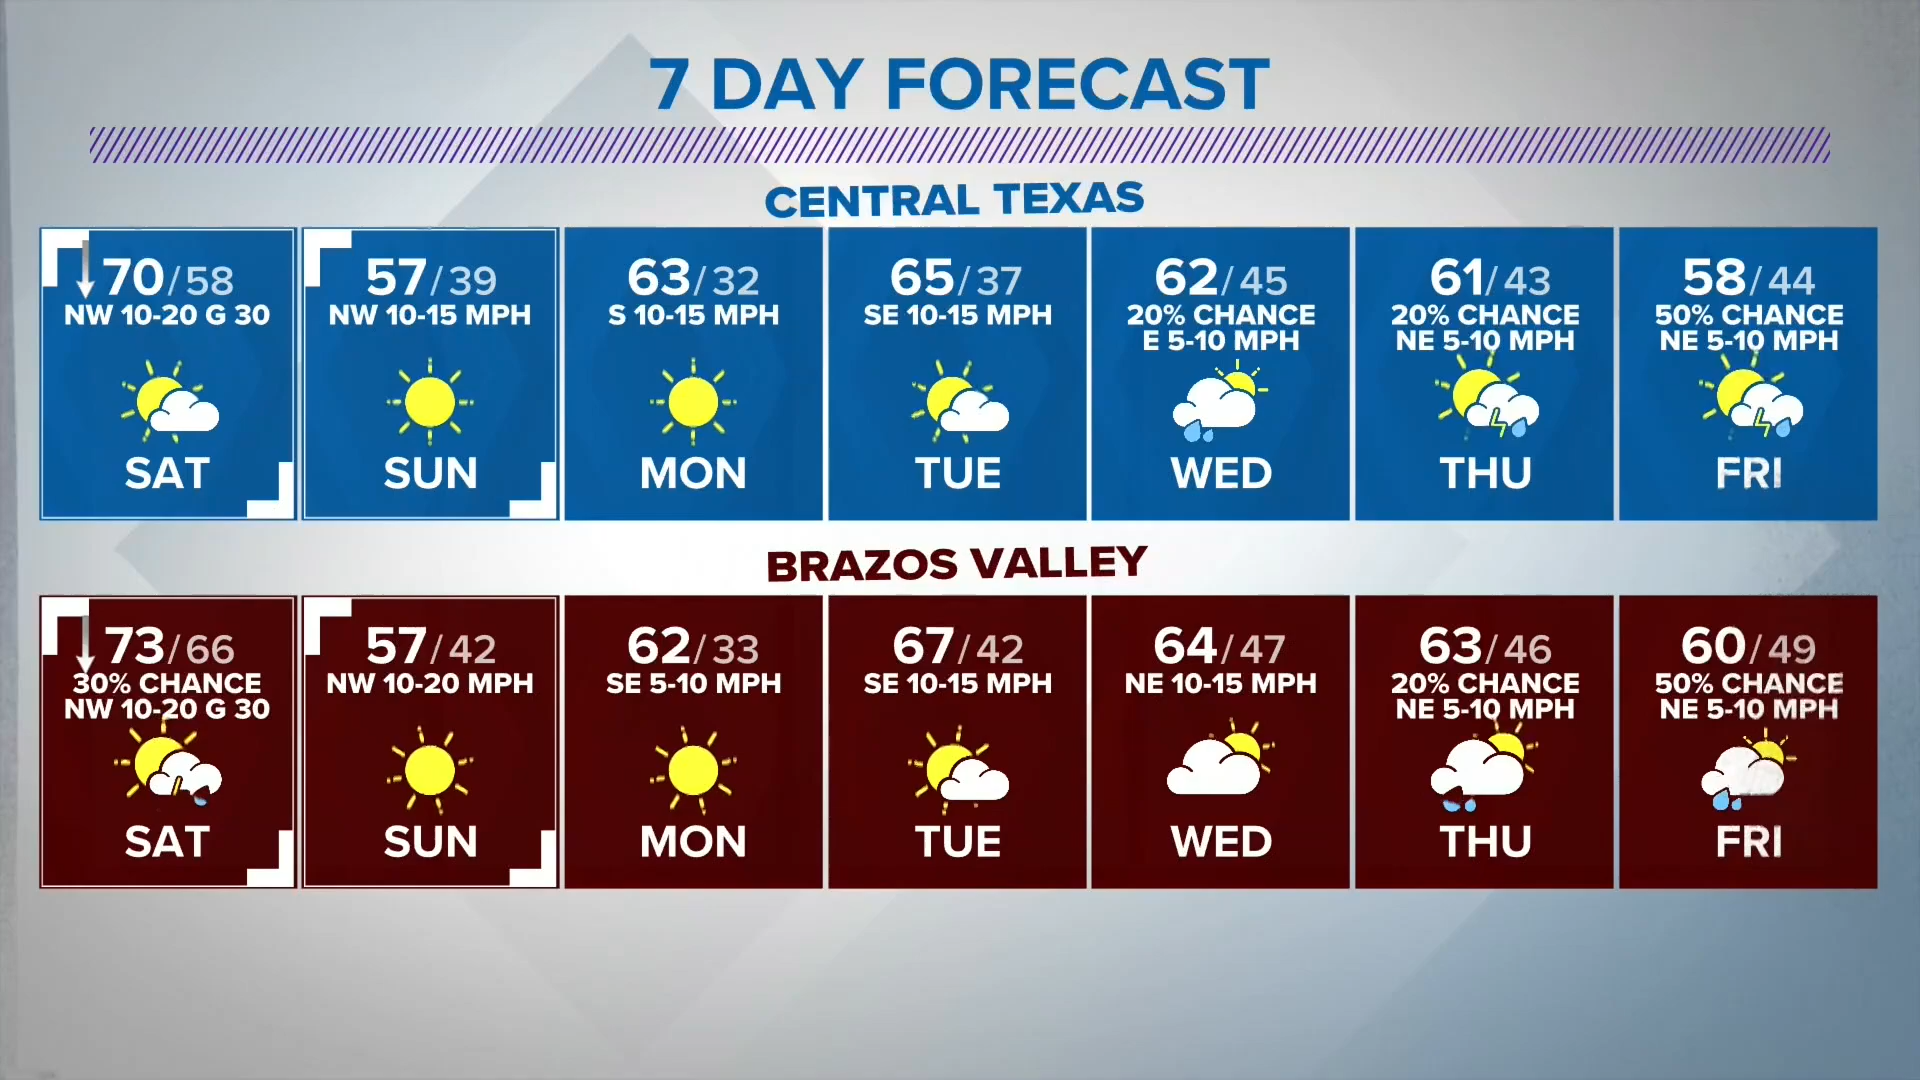 7 DAY FORECAST
CENTRAL TEXAS
70/58
NW 10-20 G 30
SAT
57/39
NW 10-15 MPH
SUN
63/32
S 10-15 MPH
MON
65/37
SE 10-15 MPH
TUE
62/45
20% CHANCE
E 5-10 MPH
WED
61/43
20% CHANCE
NE 5-10 MPH
THU
58/44
50% CHANCE
NE 5-10 MPH
FRI
BRAZOS VALLEY
73/66
30% CHANCE
NW 10-20 G 30
SAT
57/42
NW 10-20 MPH
SUN
62/33
SE 5-10 MPH
MON
67/42
SE 10-15 MPH
TUE
64/47
NE 10-15 MPH
WED
63/46
20% CHANCE
NE 5-10 MPH
THU
60/49
50% CHANCE
NE 5-10 MPH
FRI